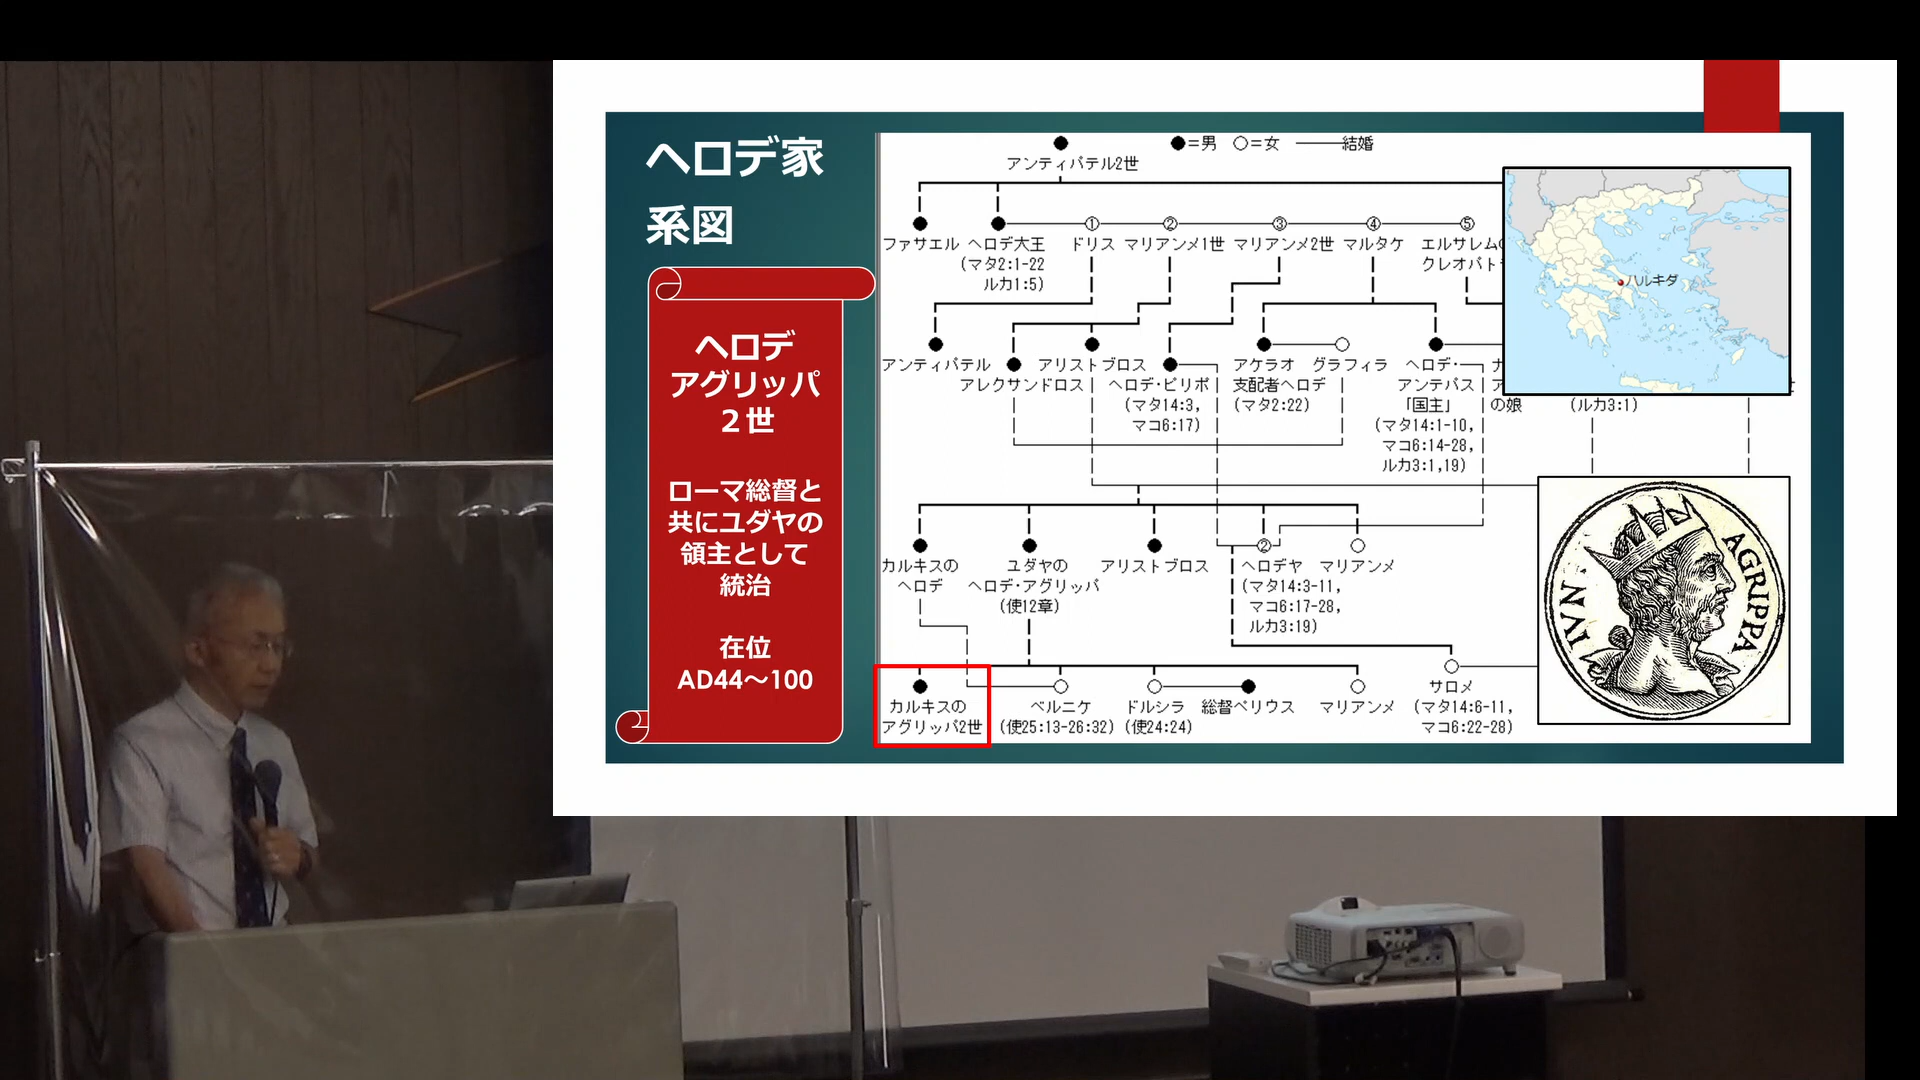 ヘロデ家
系図
ヘロデ
アグリッパ
２世
ローマ総督と
共にユダヤの
領主として
統治
在位
AD44～100
●=男 ○=女 ―――結婚
アンティパテル2世
① ② ③ ④ ⑤
ファサエル ヘロデ大王 ドリス マリアンメ1世 マリアンメ2世 マルタケ エルサレム
(マタ2:1-22 クレオパト
ルカ1:5)
ハルキダ
アンティパテル アリストブロス アケラオ グラフィラ ヘロデ・
アレクサンドロス ヘロデ・ピリポ 支配者ヘロデ アンテパス
(マタ14:3, (マタ2:22) 「国主」 の娘 (ルカ3:1)
マコ6:17) (マタ14:1-10,
マコ6:14-28,
ルカ3:1,19)
②
カルキスの ユダヤの アリストブロス ヘロデヤ マリアンメ
ヘロデ ヘロデ・アグリッパ (マタ14:3-11,
(使12章) マコ6:17-28,
ルカ3:19)
IVN AGRIPPA
カルキスの ベルニケ ドルシラ 総督ペリウス マリアンメ サロメ
アグリッパ2世 (使25:13-26:32) (使24:24) (マタ14:6-11,
マコ6:22-28)